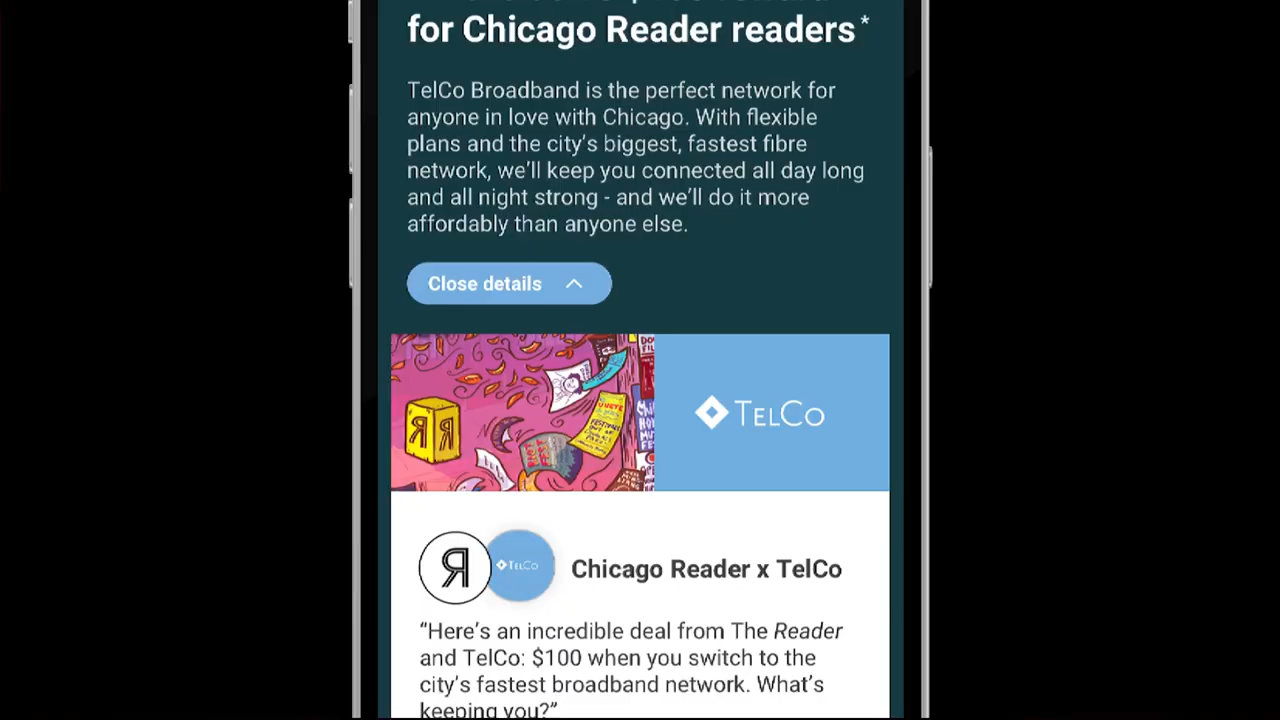 for Chicago Reader readers*
TelCo Broadband is the perfect network for
anyone in love with Chicago. With flexible
plans and the city's biggest, fastest fibre
network, we'll keep you connected all day long
and all night strong - and we'll do it more
affordably than anyone else.
Close details
RIOT
FEST
TELCO
TELCO
Chicago Reader x TelCo
“Here's an incredible deal from The Reader
and TelCo: $100 when you switch to the
city's fastest broadband network. What's
keeping you?”